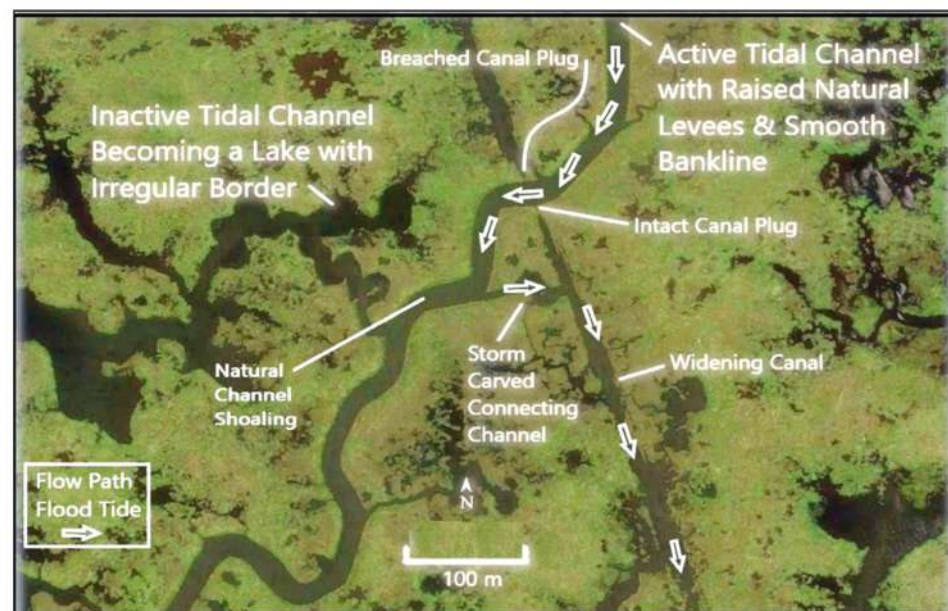 Breached Canal Plug
Active Tidal Channel
with Raised Natural
Levees & Smooth
Bankline
Inactive Tidal Channel
Becoming a Lake with
Irregular Border
Intact Canal Plug
Natural
Channel
Shoaling
Storm
Carved
Connecting
Channel
Widening Canal
Flow Path
Flood Tide
N
100 m